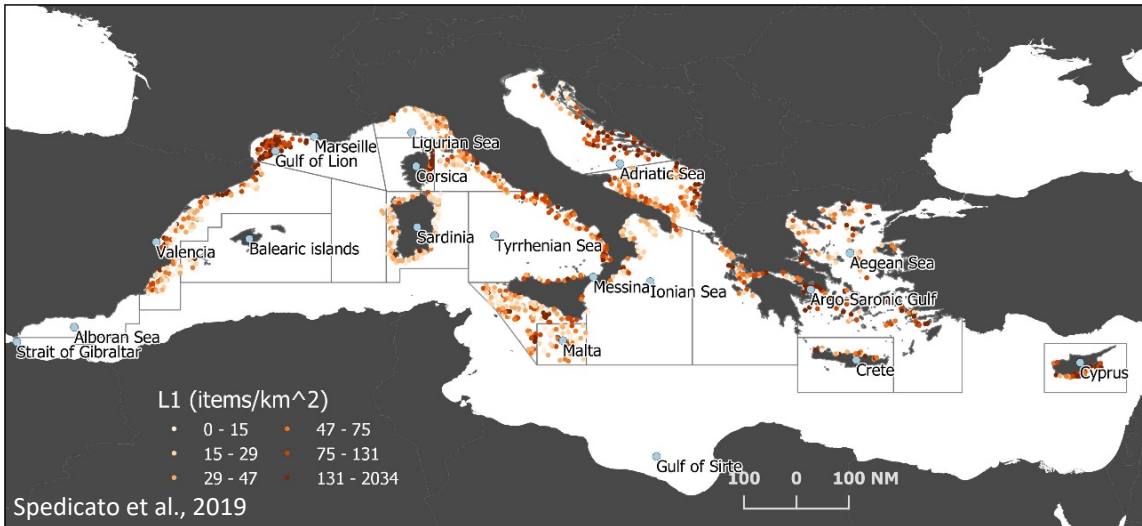 Ligurian Sea
Marseille
Gulf of Lion
Corsica
Adriatic Sea
Valencia
Balearic islands
Sardinia
Tyrrhenian Sea
Aegean Sea
Messina
Ionian Sea
Argo-Saronic Gulf
Alboran Sea
Strait of Gibraltar
Malta
Crete
Cyprus
L1 (items/km^2)
0 - 15
47 - 75
15 - 29
75 - 131
29 - 47
131 - 2034
Gulf of Sirte
100 0 100 NM
Spedicato et al., 2019